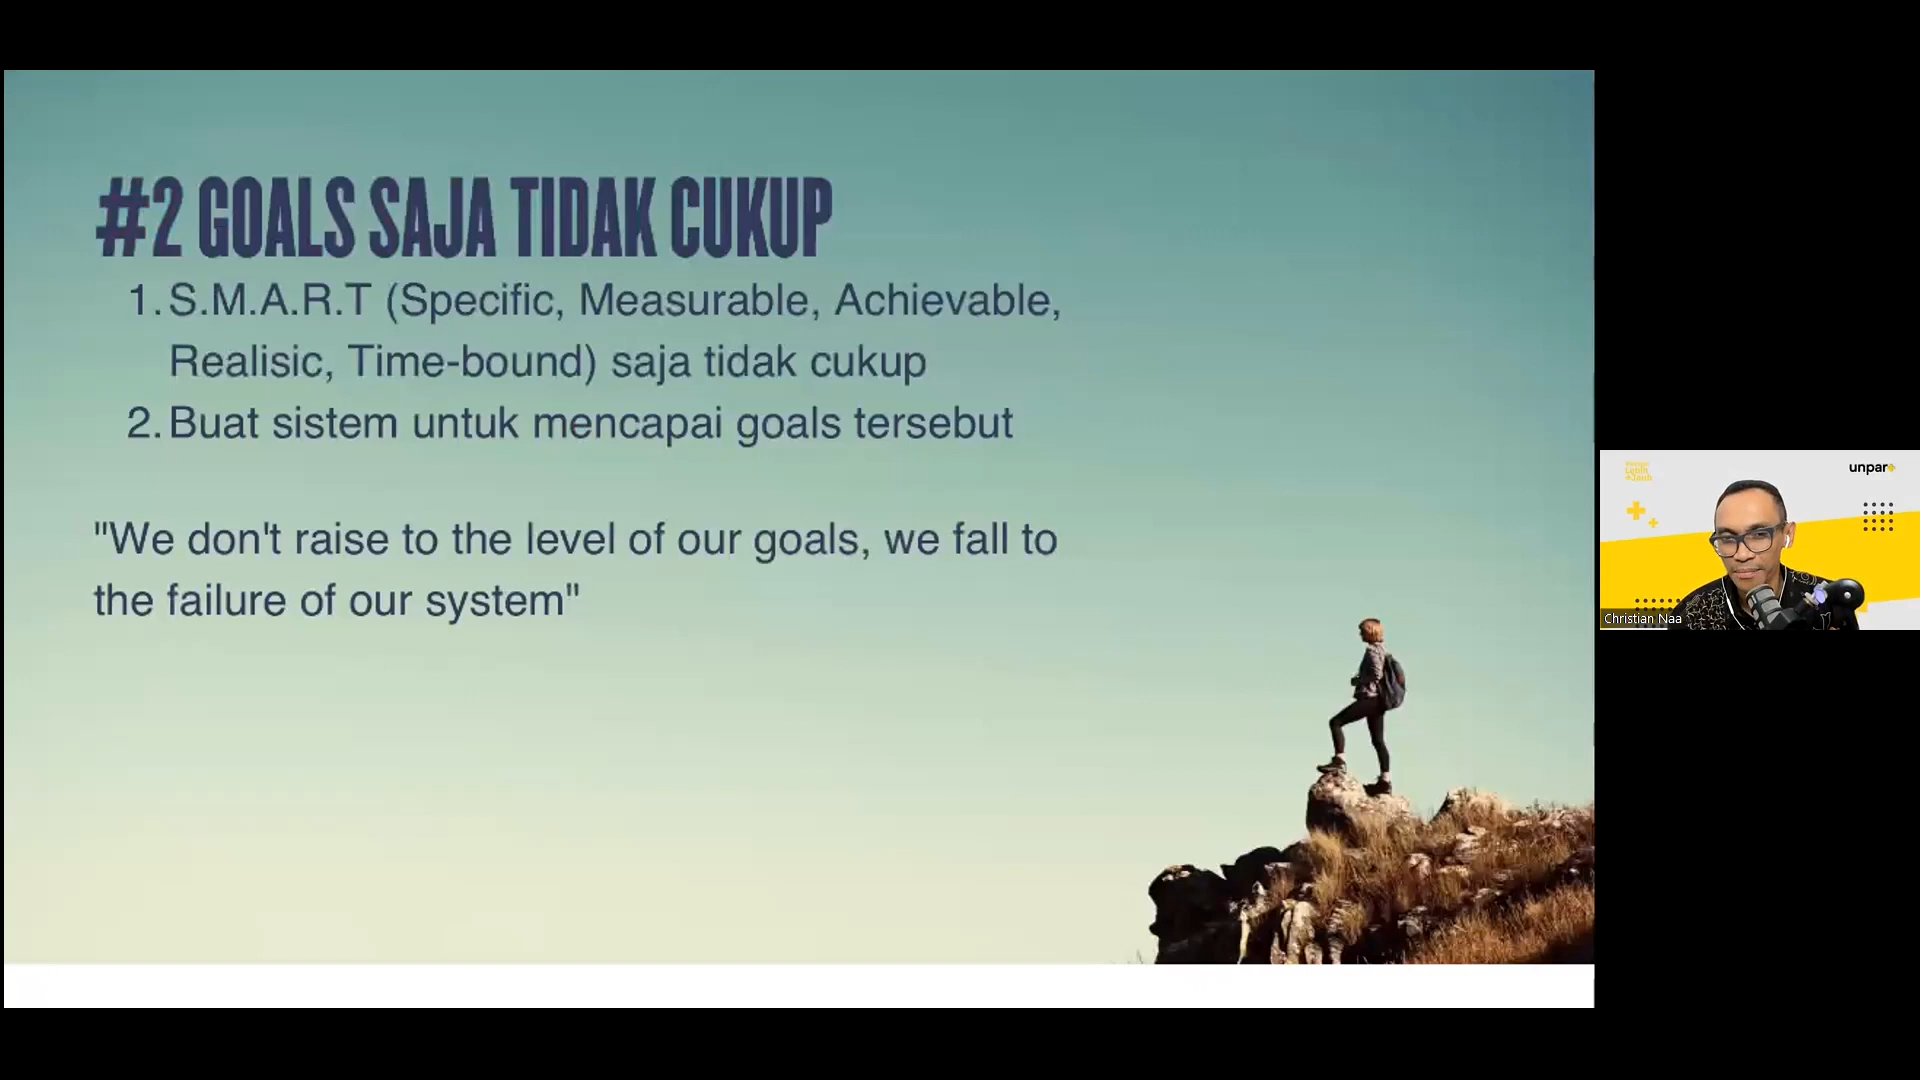 #2 GOALS SAJA TIDAK CUKUP
1. S.M.A.R.T (Specific, Measurable, Achievable,
Realisic, Time-bound) saja tidak cukup
2. Buat sistem untuk mencapai goals tersebut
"We don't raise to the level of our goals, we fall to
the failure of our system"
unpar+
Christian Naa